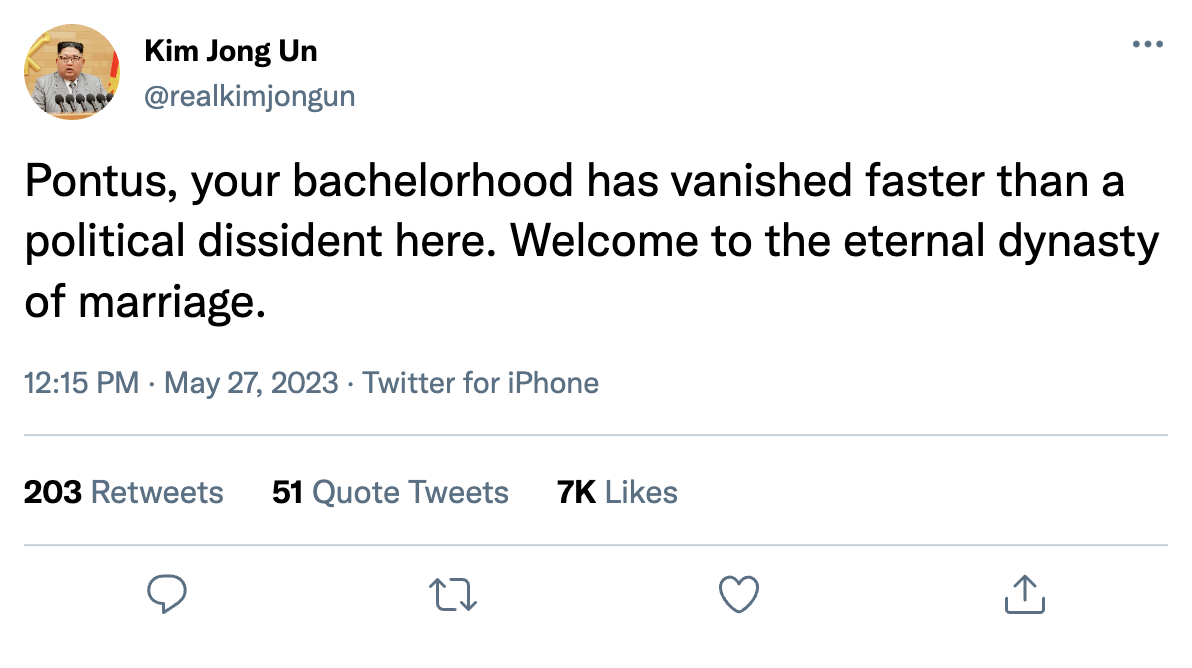 Kim Jong Un
@realkimjongun
Pontus, your bachelorhood has vanished faster than a
political dissident here. Welcome to the eternal dynasty
of marriage.
12:15 PM · May 27, 2023 · Twitter for iPhone
203 Retweets 51 Quote Tweets 7K Likes